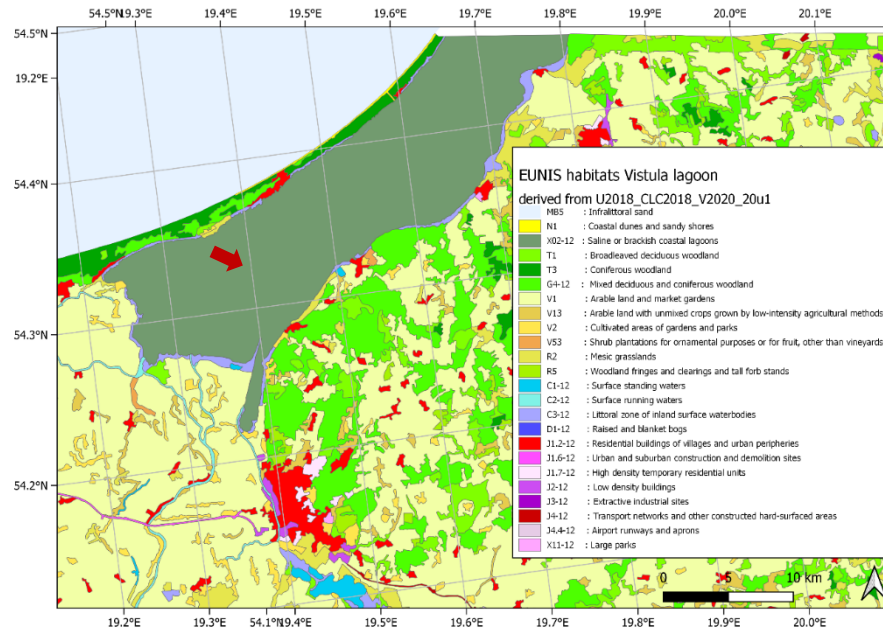 54.5°N 19.3°E 19.4°E 19.5°E 19.6°E 19.7°E 19.8°E 19.9°E 20.0°E 20.1°E
54.5°N
19.2°E
54.4°N
54.3°N
54.2°N
EUNIS habitats Vistula lagoon
derived from U2018_CLC2018_V2020_20u1
MB5 : Infralittoral sand
N1 : Coastal dunes and sandy shores
X02-12 : Saline or brackish coastal lagoons
T1 : Broadleaved deciduous woodland
T3 : Coniferous woodland
G4-12 : Mixed deciduous and coniferous woodland
V1 : Arable land and market gardens
V13 : Arable land with unmixed crops grown by low-intensity agricultural methods
V2 : Cultivated areas of gardens and parks
V53 : Shrub plantations for ornamental purposes or for fruit, other than vineyards
R2 : Mesic grasslands
R5 : Woodland fringes and clearings and tall forb stands
C1-12 : Surface standing waters
C2-12 : Surface running waters
C3-12 : Littoral zone of inland surface waterbodies
D1-12 : Raised and blanket bogs
J1.2-12 : Residential buildings of villages and urban peripheries
J1.6-12 : Urban and suburban construction and demolition sites
J1.7-12 : High density temporary residential units
J2-12 : Low density buildings
J3-12 : Extractive industrial sites
J4-12 : Transport networks and other constructed hard-surfaced areas
J4.4-12 : Airport runways and aprons
X11-12 : Large parks
0 5 10 km
19.2°E 19.3°E 54.1°N 19.4°E 19.5°E 19.6°E 19.7°E 19.8°E 19.9°E 20.0°E